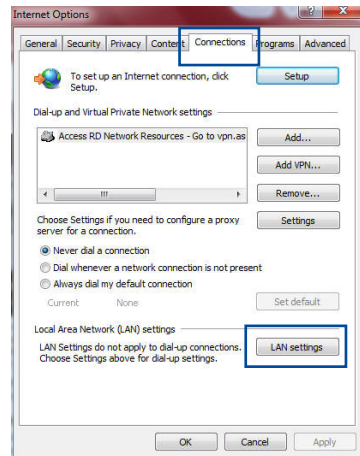 Internet Options
General Security Privacy Content Connections Programs Advanced
To set up an Internet connection, click
Setup.
Setup
Dial-up and Virtual Private Network settings
Access RD Network Resources - Go to vpn.as
Add...
Add VPN...
Remove...
Choose Settings if you need to configure a proxy
server for a connection.
Settings
Never dial a connection
Dial whenever a network connection is not present
Always dial my default connection
Current None
Set default
Local Area Network (LAN) settings
LAN Settings do not apply to dial-up connections.
Choose Settings above for dial-up settings.
LAN settings
OK Cancel Apply